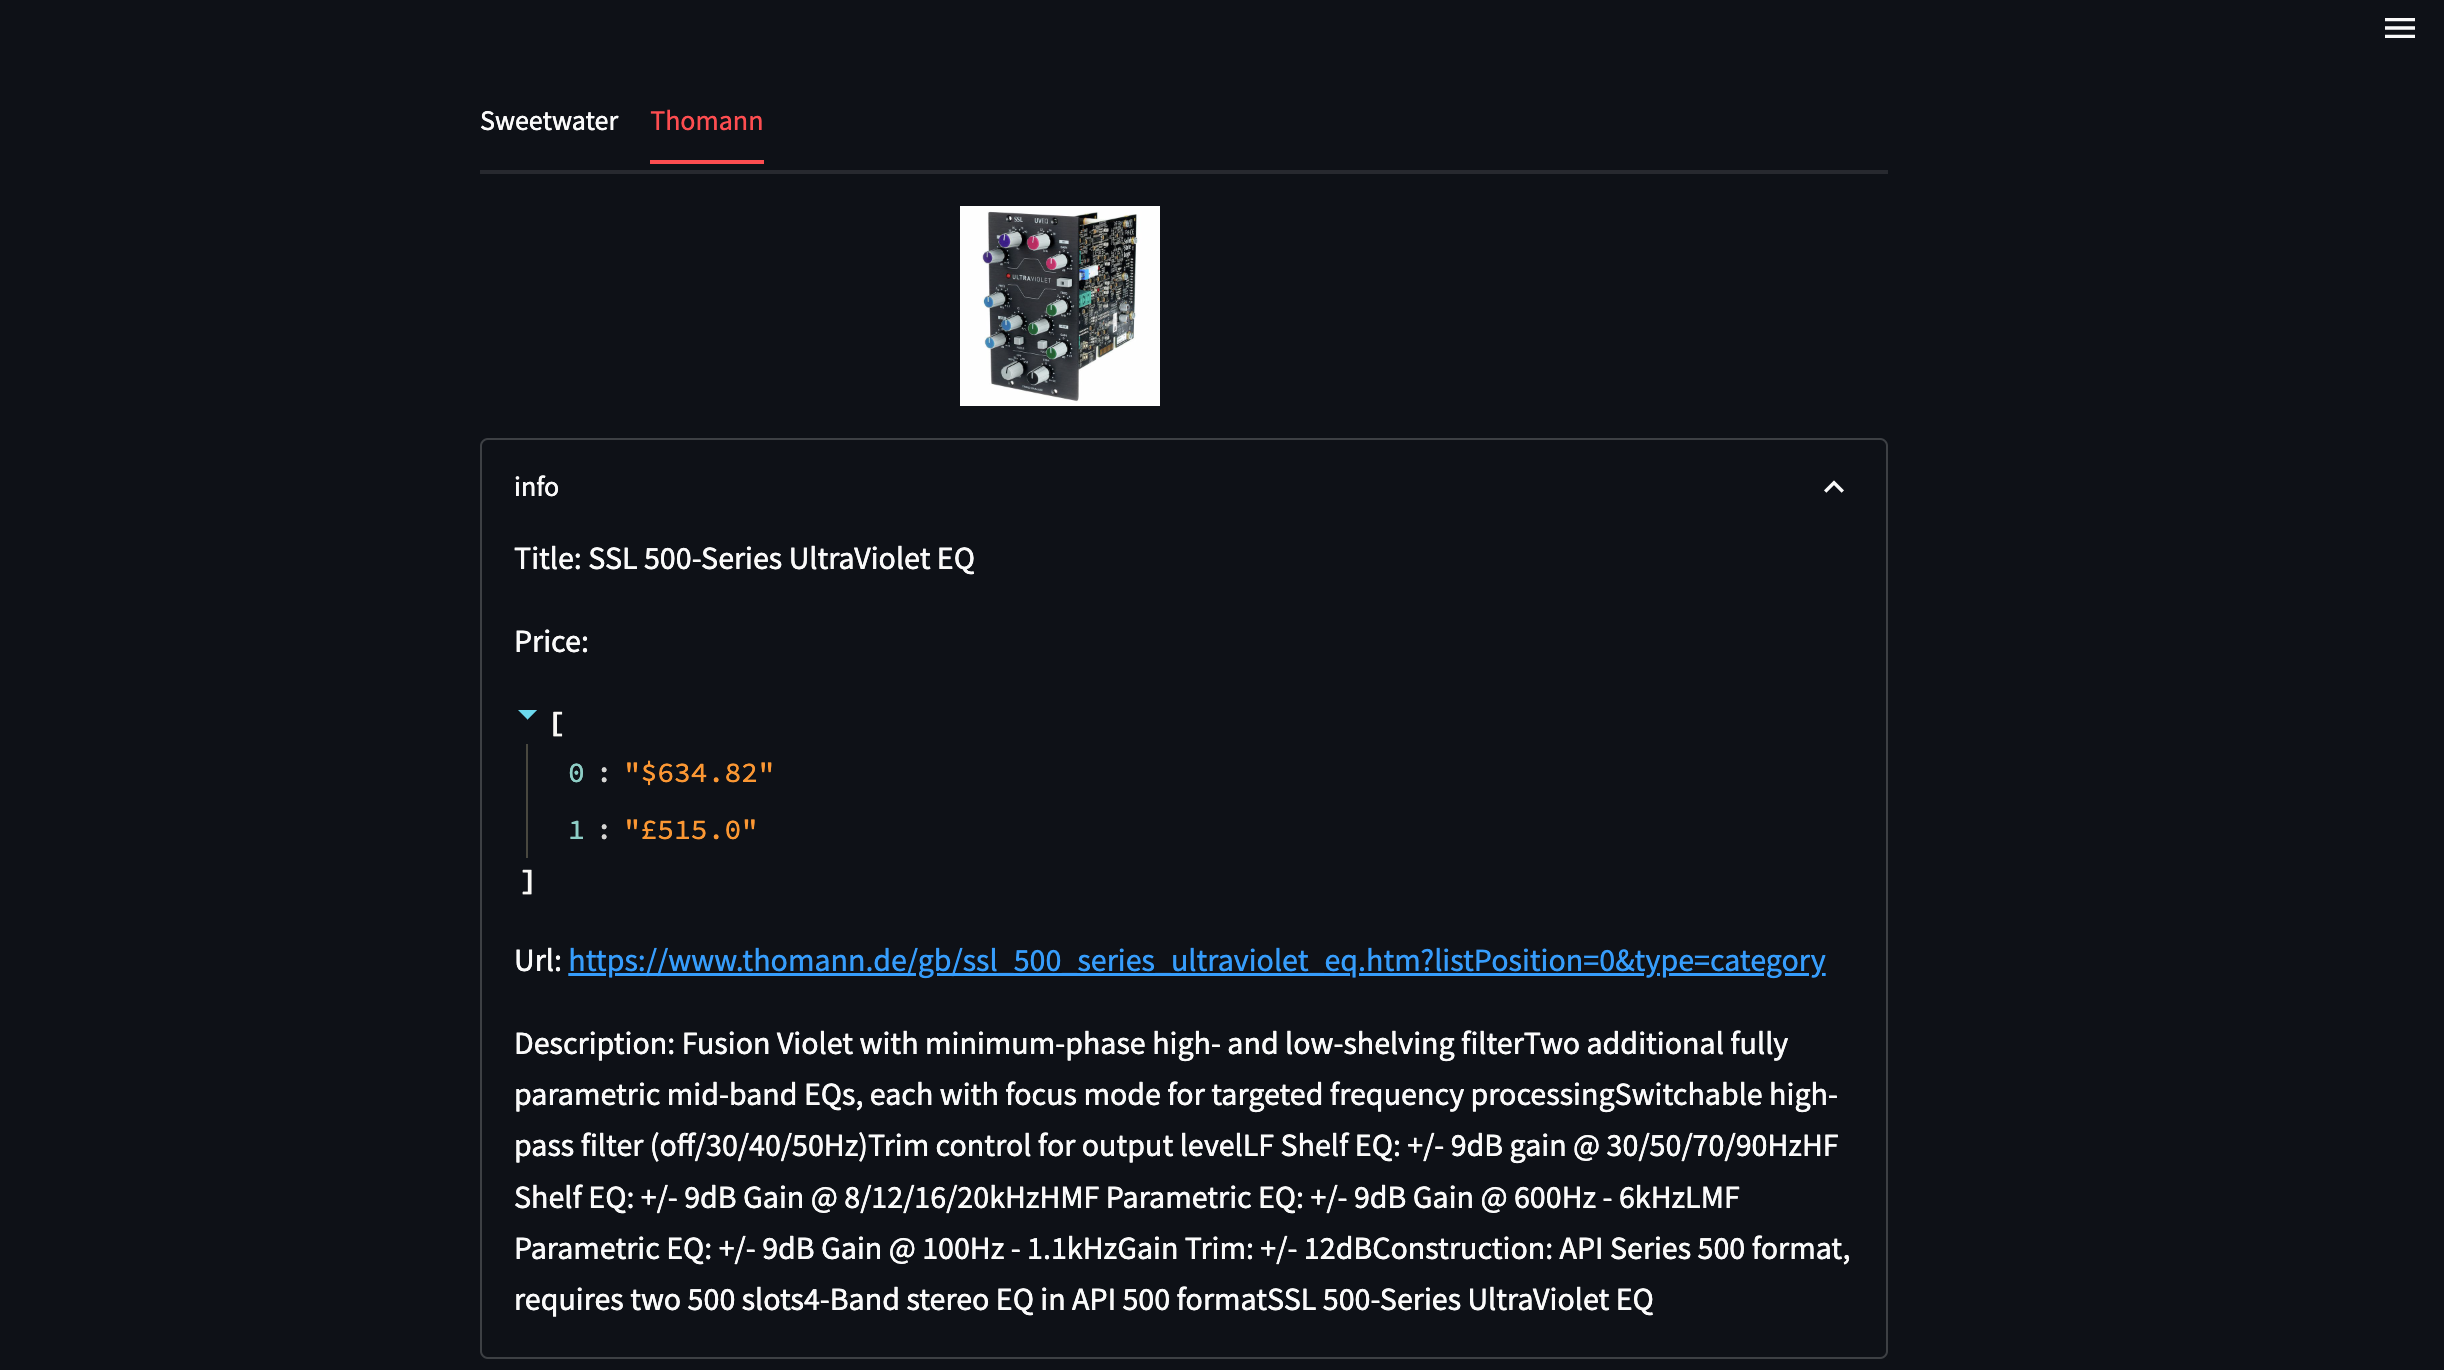 Sweetwater Thomann
SSL UVEQ
ULTRAVIOLET
info
Title: SSL 500-Series UltraViolet EQ
Price:
[
0 : "$634.82"
1 : "£515.0"
]
Url: https://www.thomann.de/gb/ssl_500_series_ultraviolet_eq.htm?listPosition=0&type=category
Description: Fusion Violet with minimum-phase high- and low-shelving filterTwo additional fully
parametric mid-band EQs, each with focus mode for targeted frequency processingSwitchable high-
pass filter (off/30/40/50Hz)Trim control for output levelLF Shelf EQ: +/- 9dB gain @ 30/50/70/90HzHF
Shelf EQ: +/- 9dB Gain @ 8/12/16/20kHzHMF Parametric EQ: +/- 9dB Gain @ 600Hz - 6kHzLMF
Parametric EQ: +/- 9dB Gain @ 100Hz - 1.1kHzGain Trim: +/- 12dBConstruction: API Series 500 format,
requires two 500 slots4-Band stereo EQ in API 500 formatSSL 500-Series UltraViolet EQ